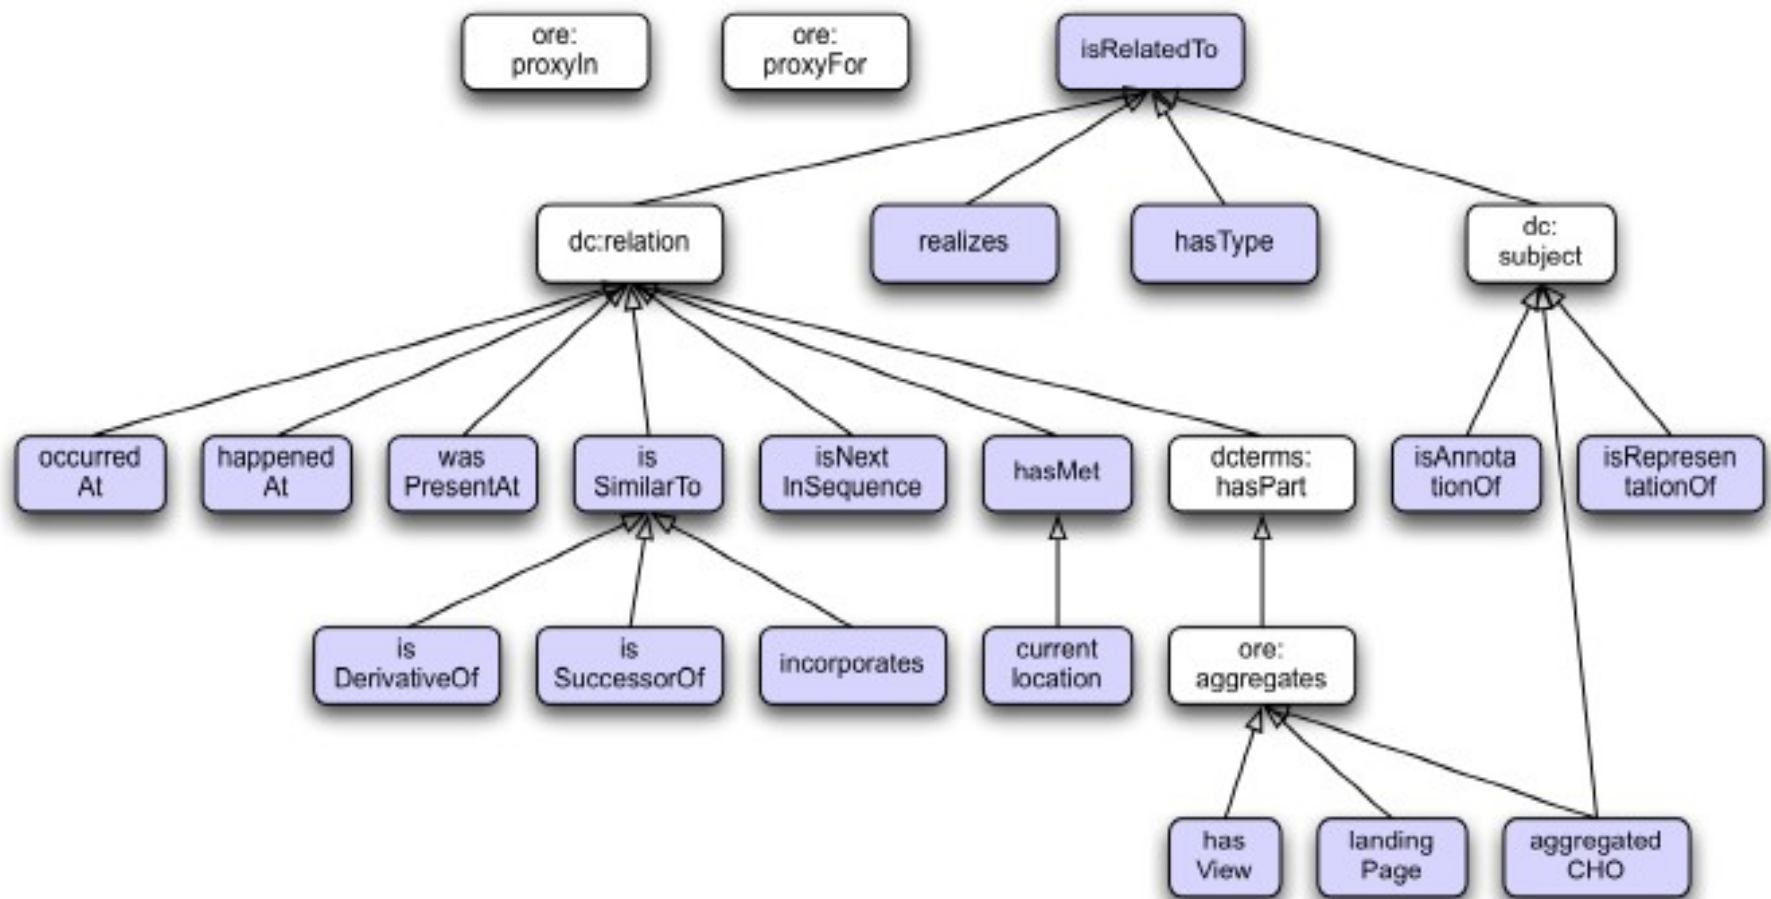 ore:
proxyIn
ore:
proxyFor
isRelatedTo
dc:relation
realizes
hasType
dc:
subject
occurred
At
happened
At
was
PresentAt
is
SimilarTo
isNext
InSequence
hasMet
dcterms:
hasPart
isAnnota
tionOf
isRepresen
tationOf
is
DerivativeOf
is
SuccessorOf
incorporates
current
location
ore:
aggregates
has
View
landing
Page
aggregated
CHO